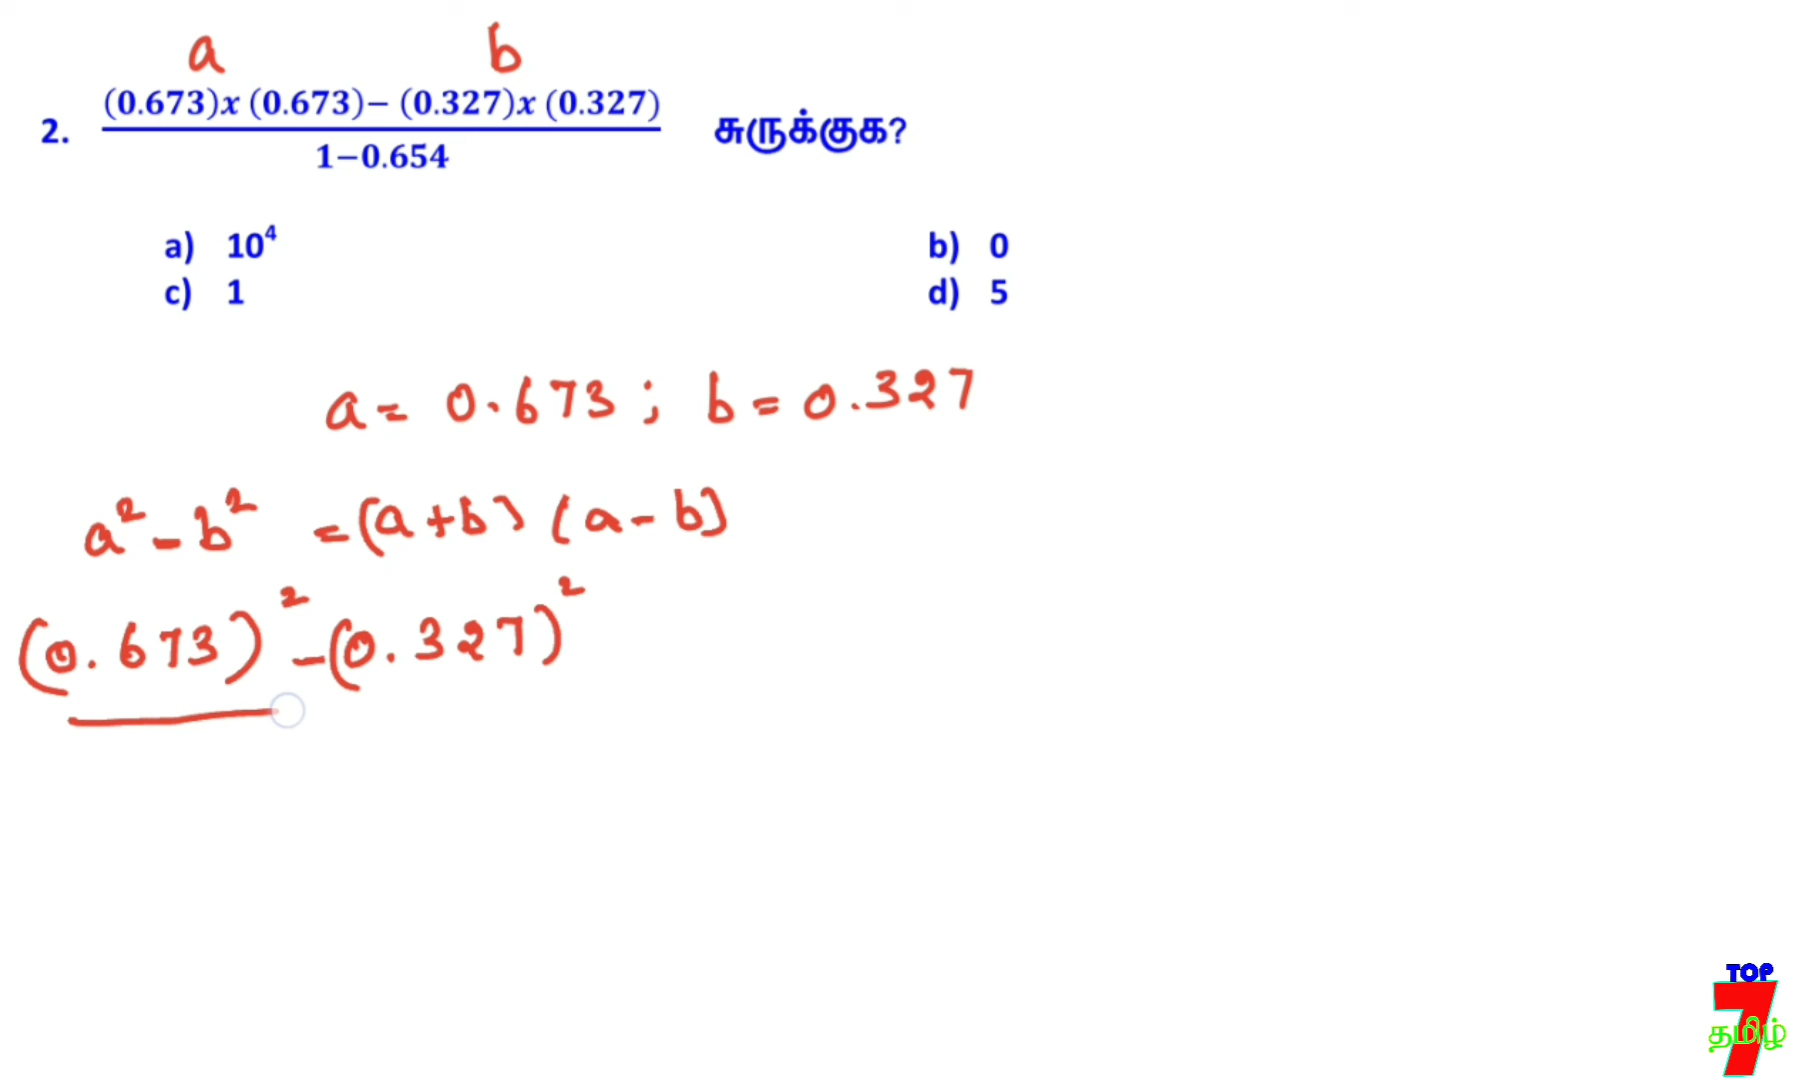 a b
2. (0.673)x (0.673)− (0.327)x (0.327) சுருக்குக?
1−0.654
a) 10⁴ b) 0
c) 1 d) 5
a = 0.673 ; b = 0.327
a² - b² = (a+b) (a-b)
(0.673)² - (0.327)²
TOP
7
தமிழ்